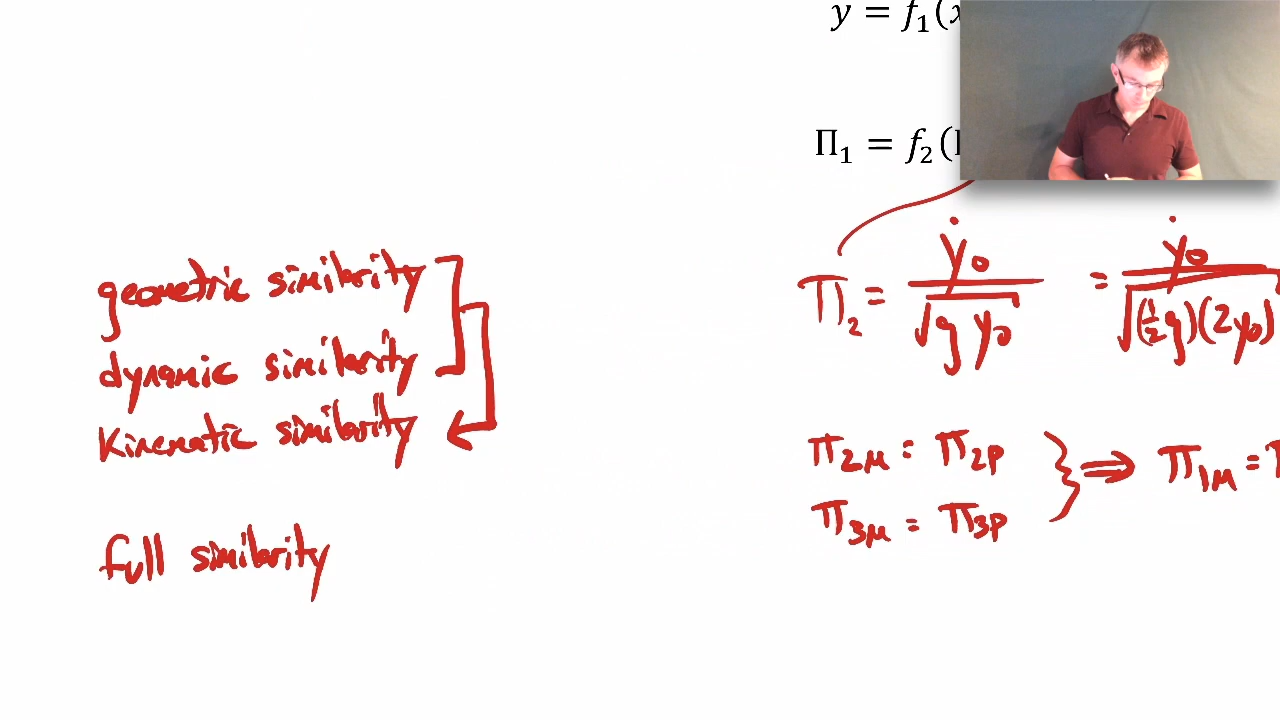 y = f₁(x
Π₁ = f₂(
Π₂ = ẏ₀/√(g y₀) = ẏ₀/√((½g)(2y₀))
geometric similarity
dynamic similarity
Kinematic similarity
full similarity
Π₂M = Π₂P
Π₃M = Π₃P } ⇒ Π₁M =